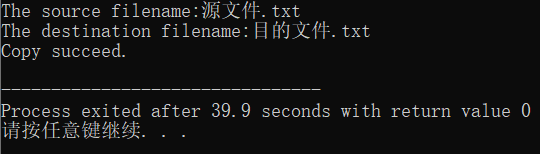 The source filename:源文件.txt
The destination filename:目的文件.txt
Copy succeed.
--------------------------------
Process exited after 39.9 seconds with return value 0
请按任意键继续. . .